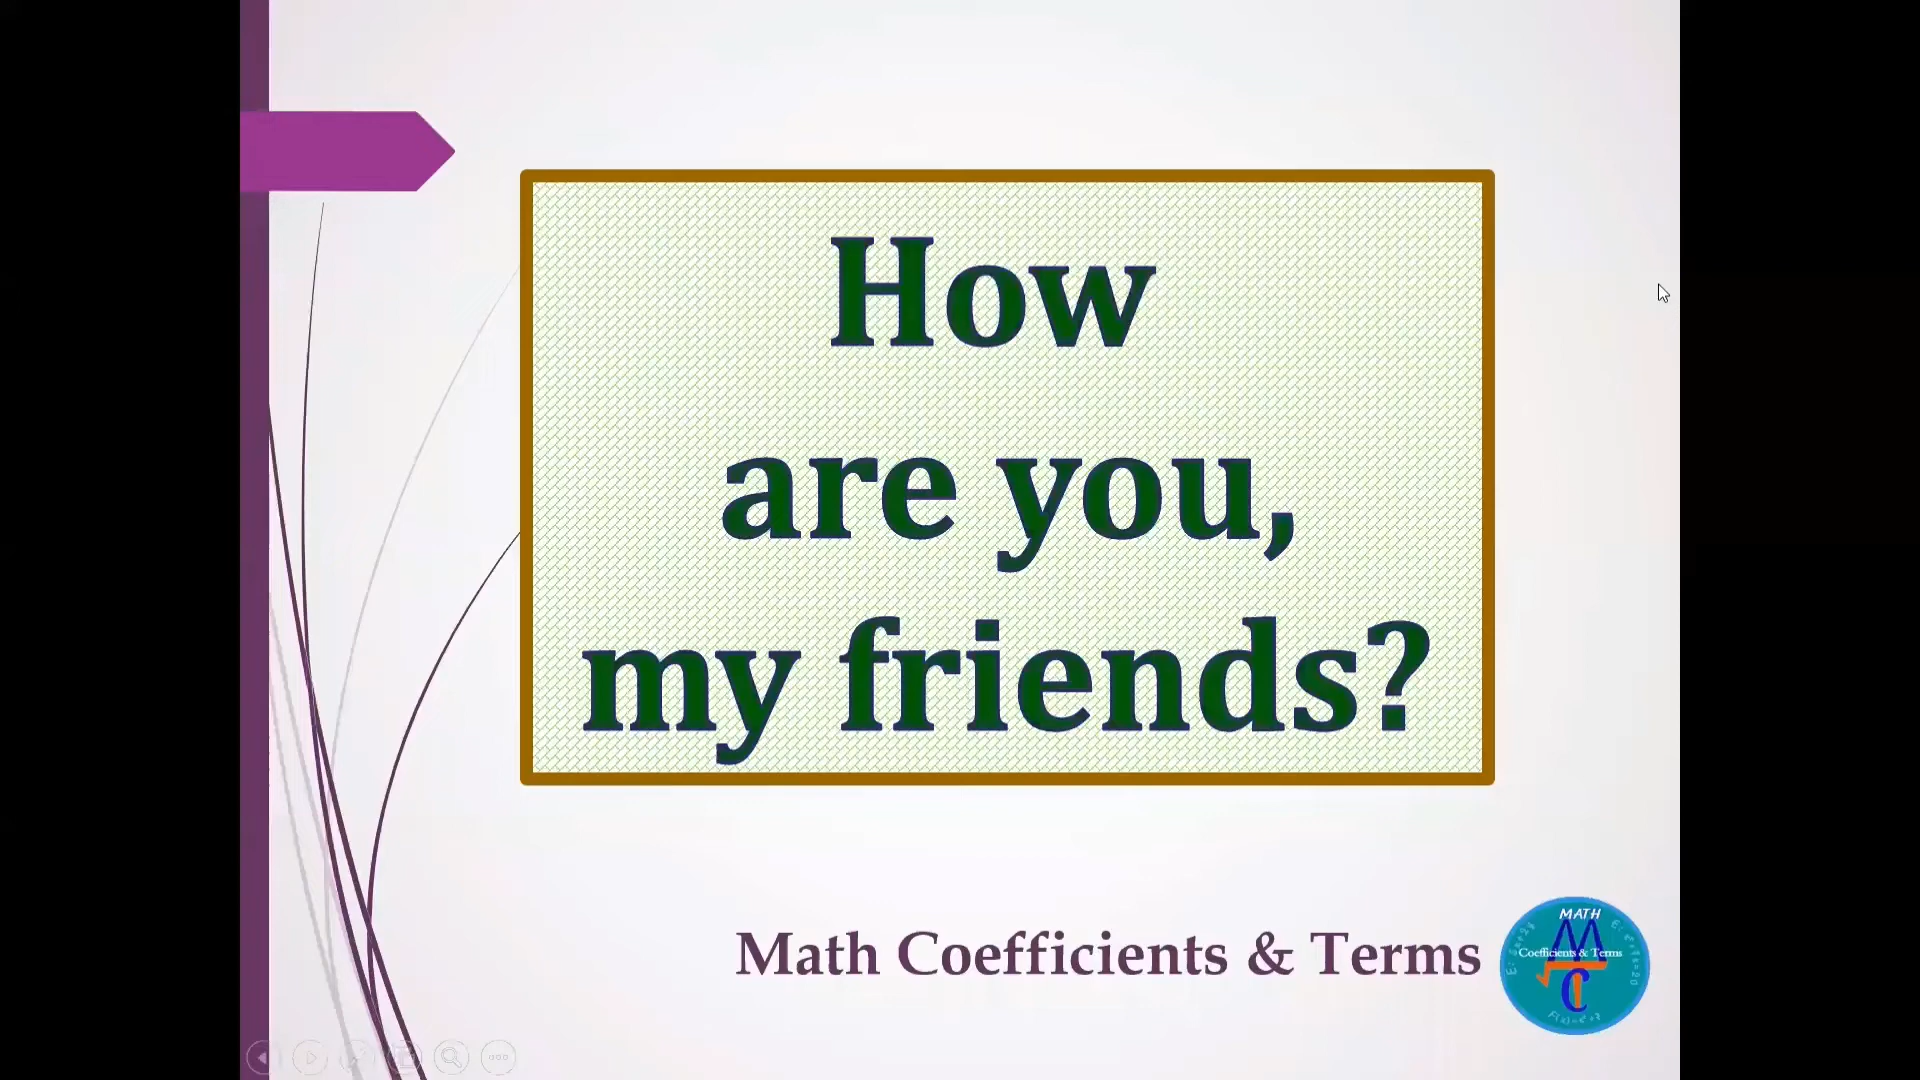 How
are you,
my friends?
Math Coefficients & Terms
MATH
Coefficients & Terms